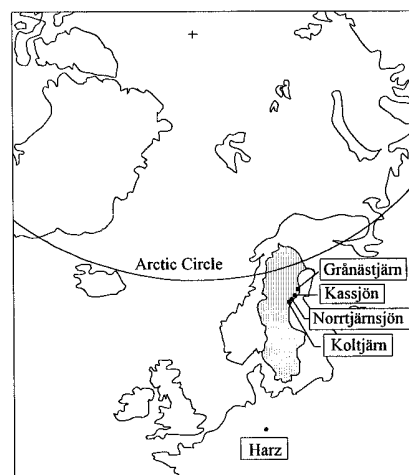 Arctic Circle
Grånästjärn
Kassjön
Norrtjärnsjön
Koltjärn
Harz